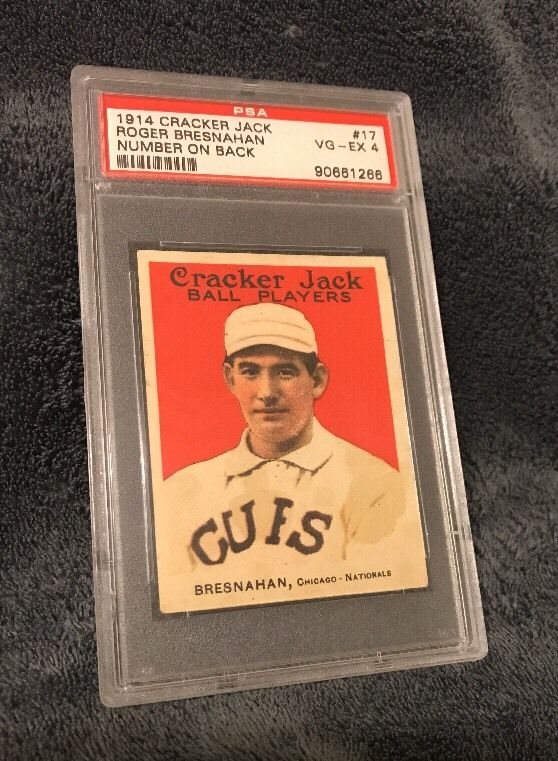 PSA
1914 CRACKER JACK #17
ROGER BRESNAHAN VG-EX 4
NUMBER ON BACK
90661266
Cracker Jack
BALL PLAYERS
CUBS
BRESNAHAN, CHICAGO - NATIONALS